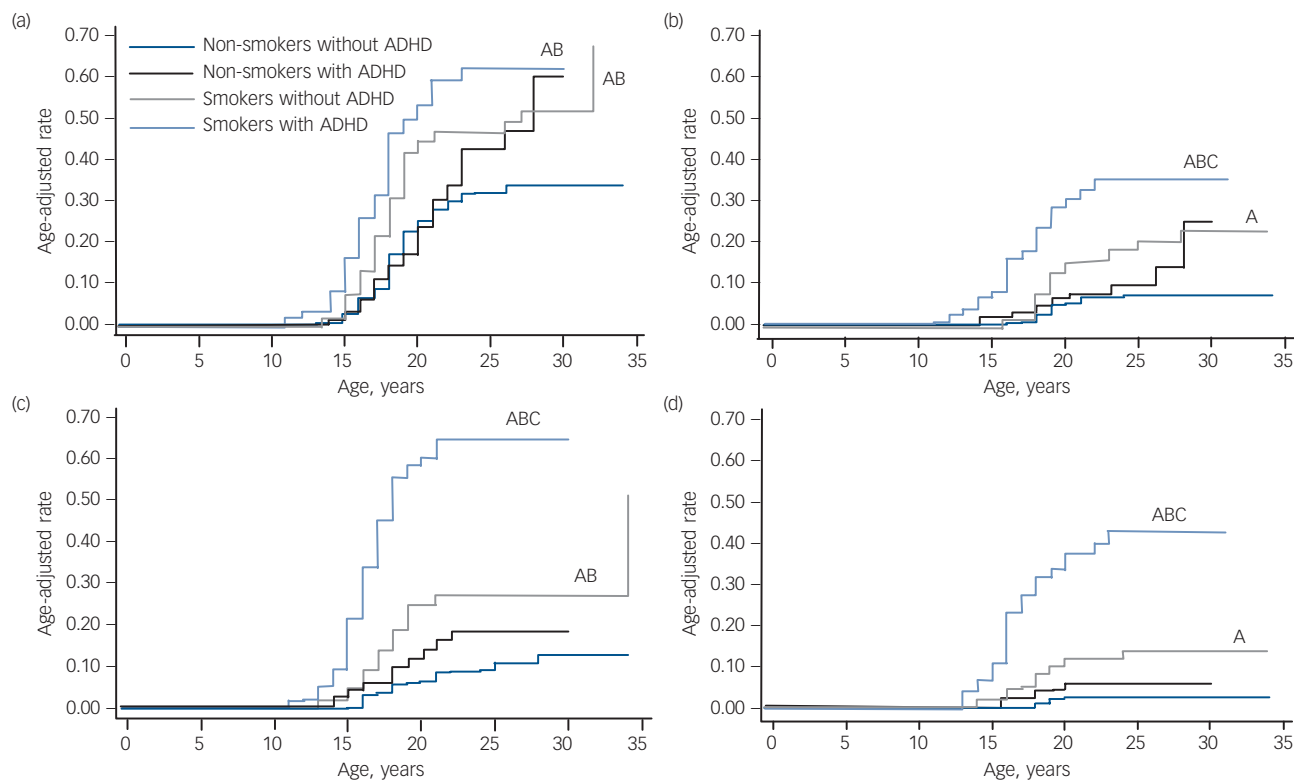 (a)
0.70
0.60
0.50
0.40
0.30
0.20
0.10
0.00
Age-adjusted rate
Non-smokers without ADHD
Non-smokers with ADHD
Smokers without ADHD
Smokers with ADHD
AB
AB
0 5 10 15 20 25 30 35
Age, years
(b)
0.70
0.60
0.50
0.40
0.30
0.20
0.10
0.00
Age-adjusted rate
ABC
A
0 5 10 15 20 25 30 35
Age, years
(c)
0.70
0.60
0.50
0.40
0.30
0.20
0.10
0.00
Age-adjusted rate
ABC
AB
0 5 10 15 20 25 30 35
Age, years
(d)
0.70
0.60
0.50
0.40
0.30
0.20
0.10
0.00
Age-adjusted rate
ABC
A
0 5 10 15 20 25 30 35
Age, years